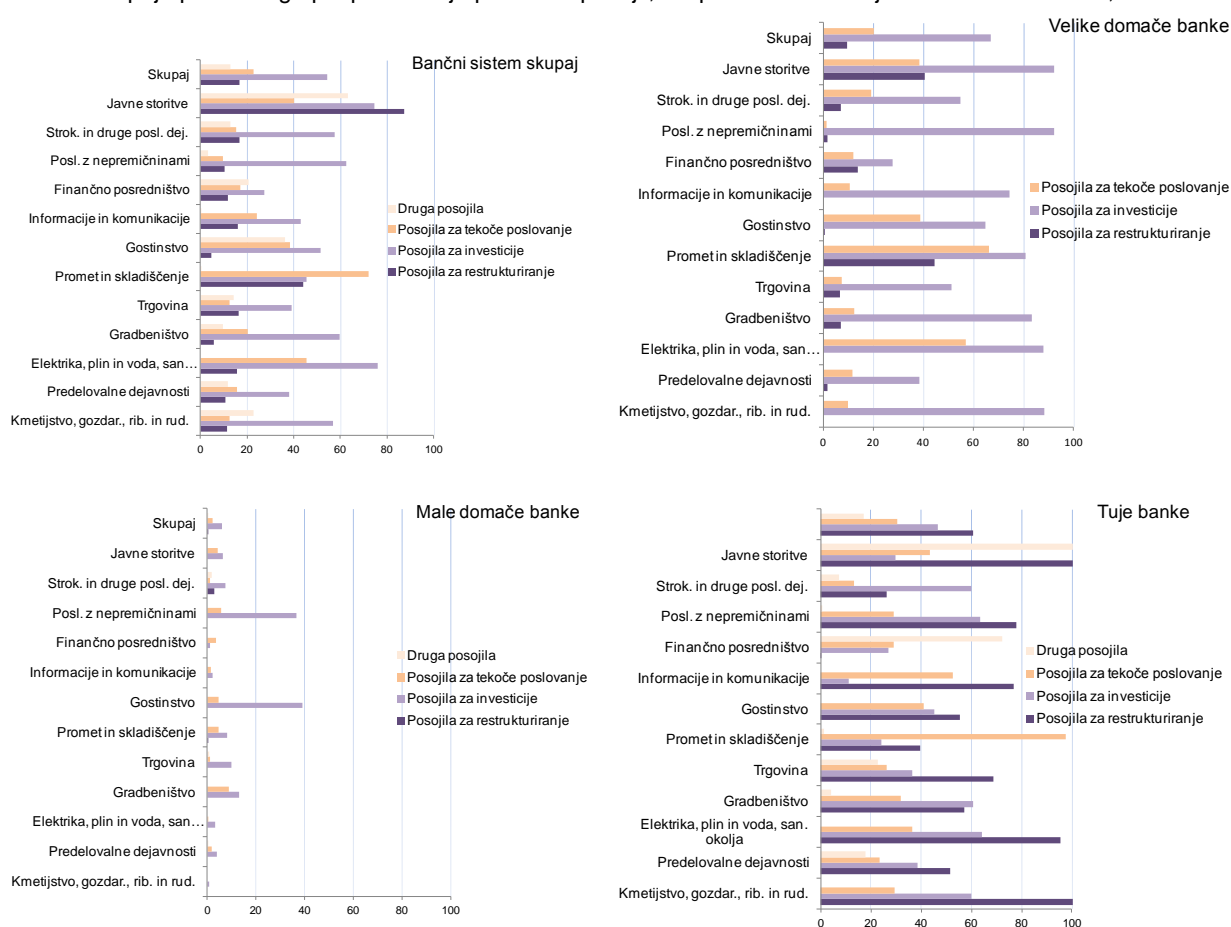 Bančni sistem skupaj
Skupaj
Javne storitve
Strok. in druge posl. dej.
Posl. z nepremičninami
Finančno posredništvo
Informacije in komunikacije
Gostinstvo
Promet in skladiščenje
Trgovina
Gradbeništvo
Elektrika, plin in voda, san...
Predelovalne dejavnosti
Kmetijstvo, gozdar., rib. in rud.
Druga posojila
Posojila za tekoče poslovanje
Posojila za investicije
Posojila za restrukturiranje
0 20 40 60 80 100
Velike domače banke
Skupaj
Javne storitve
Strok. in druge posl. dej.
Posl. z nepremičninami
Finančno posredništvo
Informacije in komunikacije
Gostinstvo
Promet in skladiščenje
Trgovina
Gradbeništvo
Elektrika, plin in voda, san...
Predelovalne dejavnosti
Kmetijstvo, gozdar., rib. in rud.
Posojila za tekoče poslovanje
Posojila za investicije
Posojila za restrukturiranje
0 20 40 60 80 100
Male domače banke
Skupaj
Javne storitve
Strok. in druge posl. dej.
Posl. z nepremičninami
Finančno posredništvo
Informacije in komunikacije
Gostinstvo
Promet in skladiščenje
Trgovina
Gradbeništvo
Elektrika, plin in voda, san...
Predelovalne dejavnosti
Kmetijstvo, gozdar., rib. in rud.
Druga posojila
Posojila za tekoče poslovanje
Posojila za investicije
Posojila za restrukturiranje
0 20 40 60 80 100
Tuje banke
Javne storitve
Strok. in druge posl. dej.
Posl. z nepremičninami
Finančno posredništvo
Informacije in komunikacije
Gostinstvo
Promet in skladiščenje
Trgovina
Gradbeništvo
Elektrika, plin in voda, san.
okolja
Predelovalne dejavnosti
Kmetijstvo, gozdar., rib. in rud.
Druga posojila
Posojila za tekoče poslovanje
Posojila za investicije
Posojila za restrukturiranje
0 20 40 60 80 100